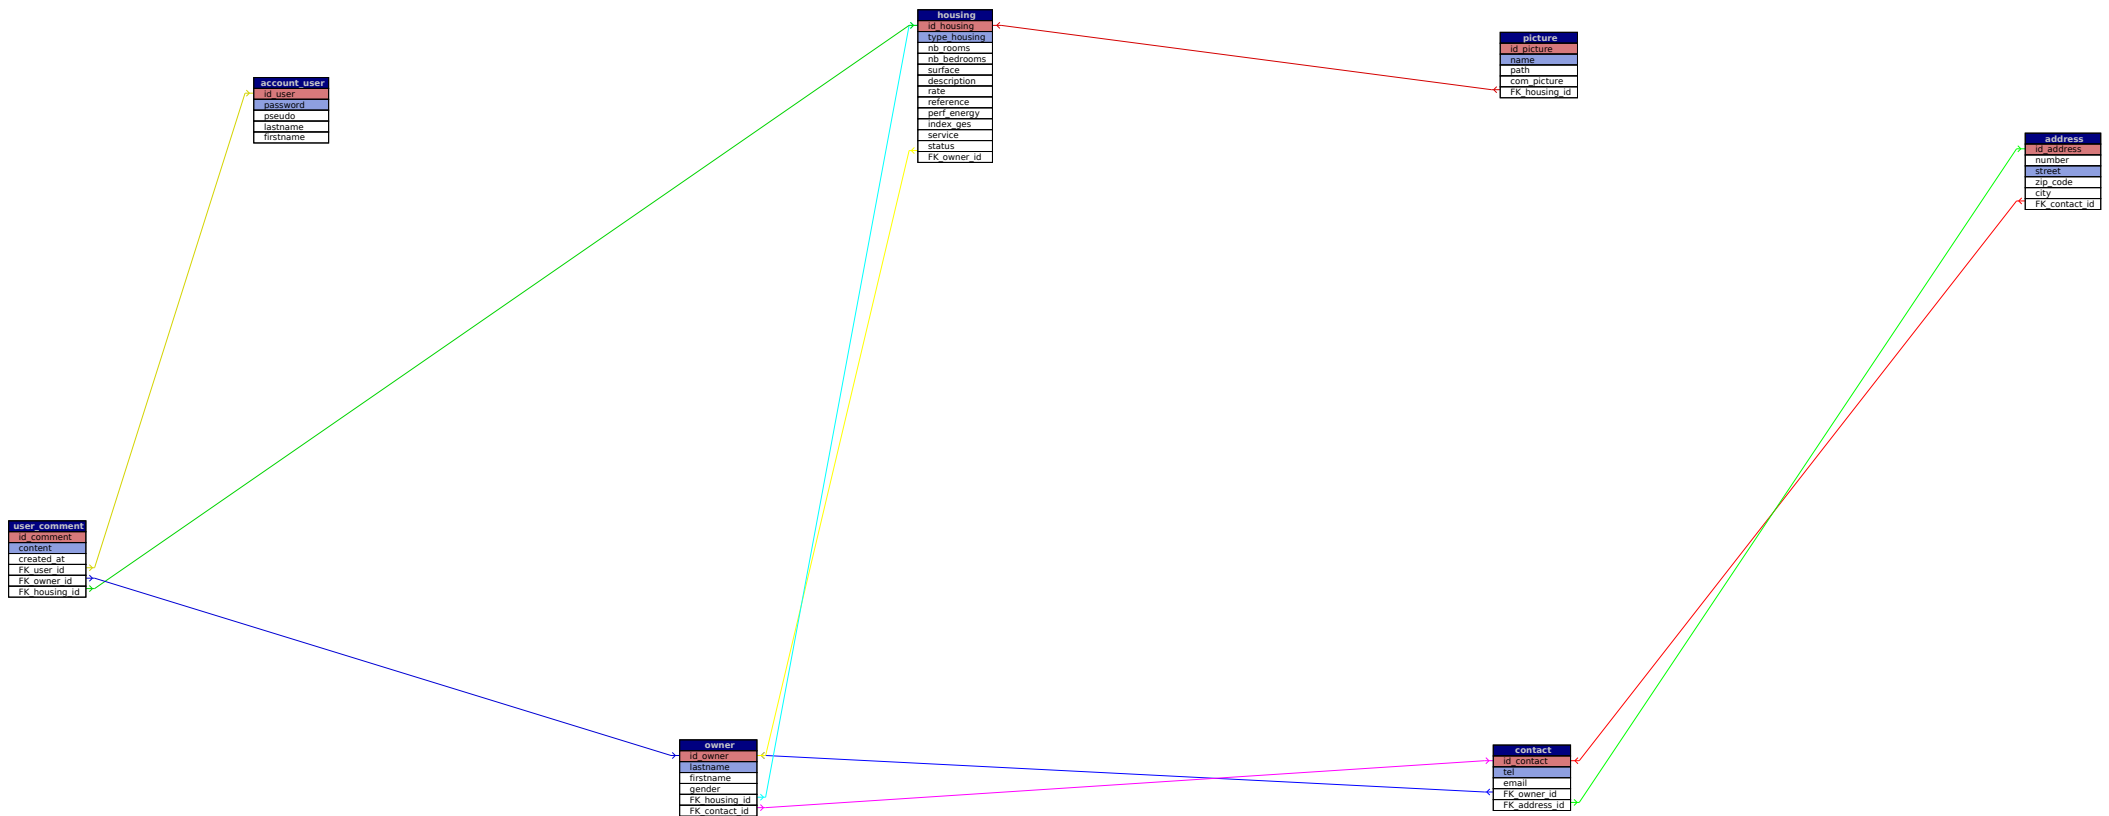 housing
id_housing
type_housing
nb_rooms
nb_bedrooms
surface
description
rate
reference
perf_energy
index_ges
service
status
FK_owner_id
picture
id_picture
name
path
com_picture
FK_housing_id
account_user
id_user
password
pseudo
lastname
firstname
address
id_address
number
street
zip_code
city
FK_contact_id
user_comment
id_comment
content
created_at
FK_user_id
FK_owner_id
FK_housing_id
owner
id_owner
lastname
firstname
gender
FK_housing_id
FK_contact_id
contact
id_contact
tel
email
FK_owner_id
FK_address_id